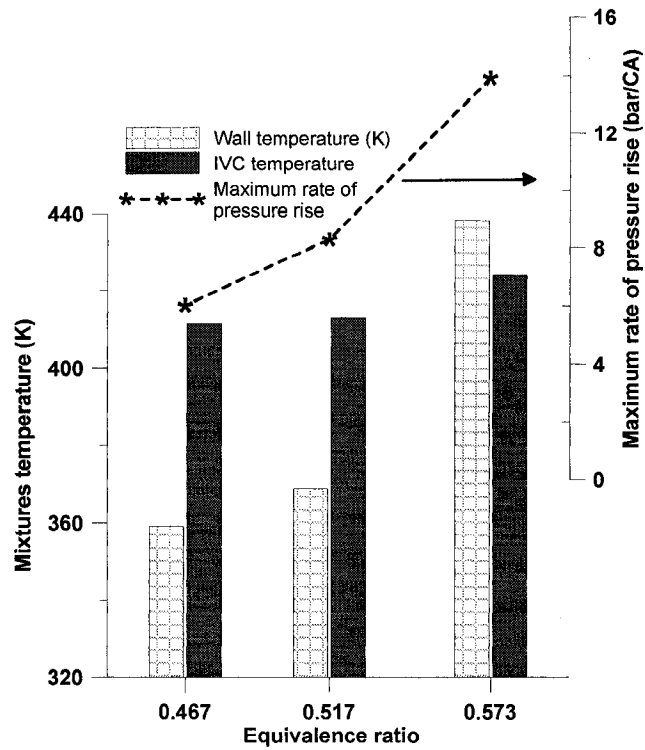 16
Wall temperature (K)
IVC temperature
Maximum rate of
pressure rise
12
440
8
400
4
0
360
320
0.467 0.517 0.573
Equivalence ratio
Mixtures temperature (K)
Maximum rate of pressure rise (bar/CA)